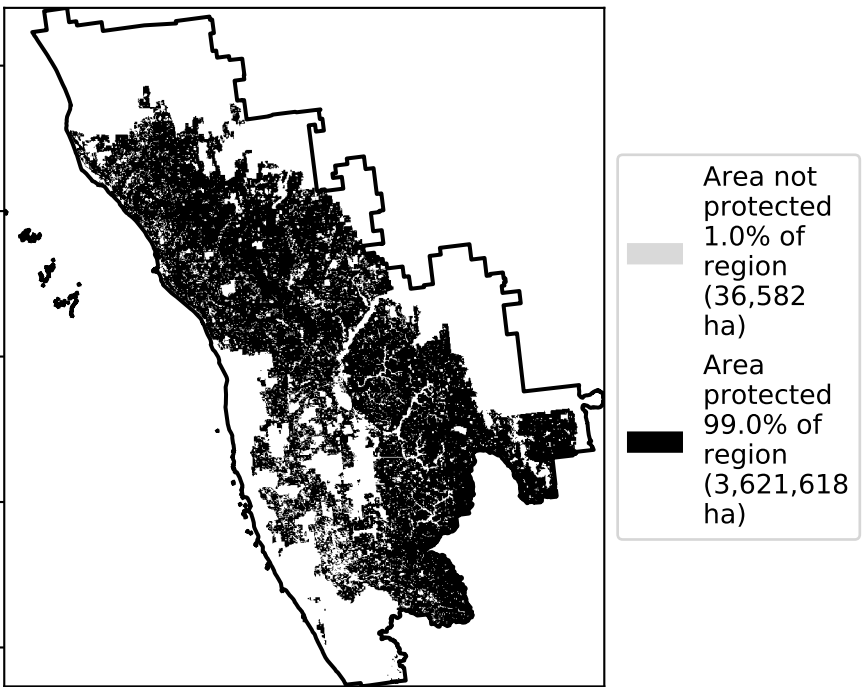 Area not
protected
1.0% of
region
(36,582
ha)
Area
protected
99.0% of
region
(3,621,618
ha)